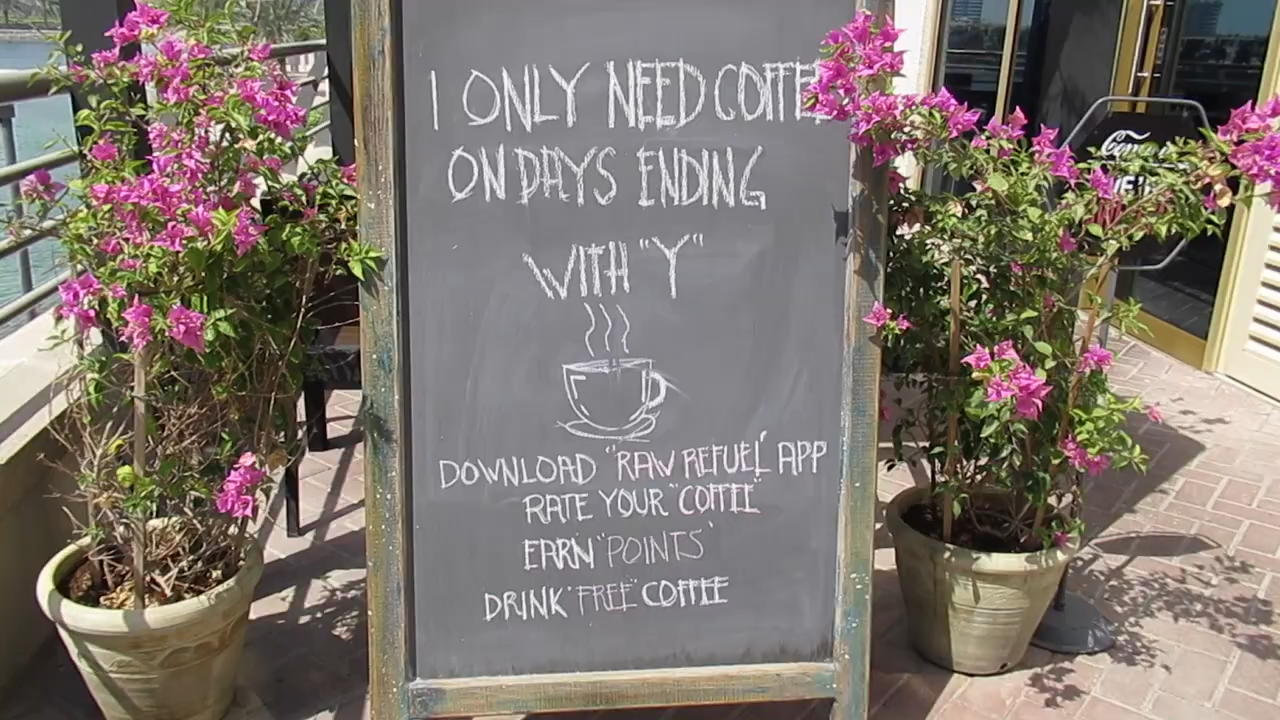 I ONLY NEED COFFEE
ON DAYS ENDING
WITH "Y"
DOWNLOAD "RAW REFUEL" APP
RATE YOUR "COFFEE"
EARN "POINTS"
DRINK "FREE" COFFEE